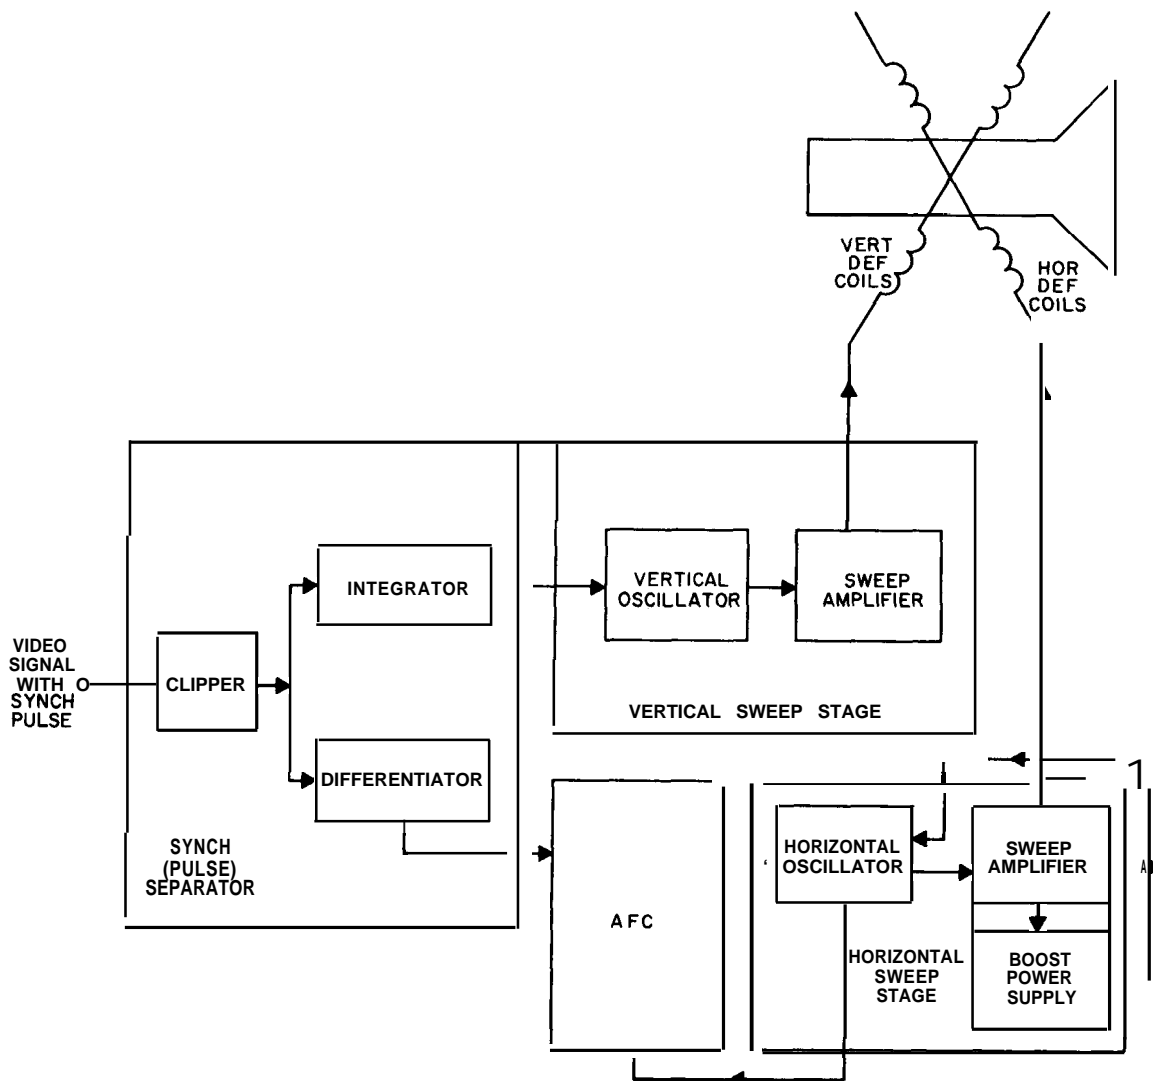 VERT
DEF
COILS
HOR
DEF
COILS
INTEGRATOR
VERTICAL
OSCILLATOR
SWEEP
AMPLIFIER
VIDEO
SIGNAL
WITH
SYNCH
PULSE
CLIPPER
VERTICAL SWEEP STAGE
DIFFERENTIATOR
SYNCH
(PULSE)
SEPARATOR
AFC
HORIZONTAL
OSCILLATOR
SWEEP
AMPLIFIER
HORIZONTAL
SWEEP
STAGE
BOOST
POWER
SUPPLY